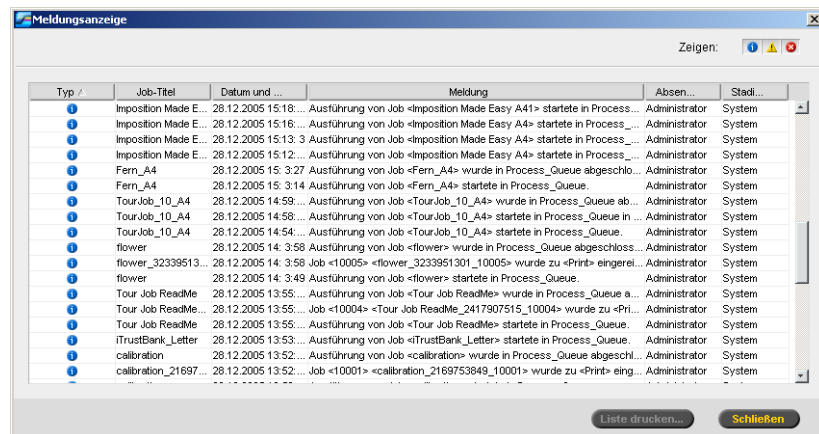 Meldungsanzeige
Zeigen:
Typ Job-Titel Datum und ... Meldung Absen... Stadi...
Imposition Made E... 28.12.2005 15:18:... Ausführung von Job <Imposition Made Easy A41> startete in Process... Administrator System
Imposition Made E... 28.12.2005 15:16:... Ausführung von Job <Imposition Made Easy A4> startete in Process_... Administrator System
Imposition Made E... 28.12.2005 15:13: 3 Ausführung von Job <Imposition Made Easy A4> startete in Process_... Administrator System
Imposition Made E... 28.12.2005 15:12:... Ausführung von Job <Imposition Made Easy A4> startete in Process_... Administrator System
Fern_A4 28.12.2005 15: 3:27 Ausführung von Job <Fern_A4> wurde in Process_Queue abgeschlo... Administrator System
Fern_A4 28.12.2005 15: 3:14 Ausführung von Job <Fern_A4> startete in Process_Queue. Administrator System
TourJob_10_A4 28.12.2005 14:59:... Ausführung von Job <TourJob_10_A4> wurde in Process_Queue ab... Administrator System
TourJob_10_A4 28.12.2005 14:58:... Ausführung von Job <TourJob_10_A4> startete in Process_Queue in ... Administrator System
TourJob_10_A4 28.12.2005 14:54:... Ausführung von Job <TourJob_10_A4> startete in Process_Queue. Administrator System
flower 28.12.2005 14: 3:58 Ausführung von Job <flower> wurde in Process_Queue abgeschloss... Administrator System
flower_32339513... 28.12.2005 14: 3:58 Job <10005> <flower_3233951301_10005> wurde zu <Print> eingerei... Administrator System
flower 28.12.2005 14: 3:49 Ausführung von Job <flower> startete in Process_Queue. Administrator System
Tour Job ReadMe 28.12.2005 13:55:... Ausführung von Job <Tour Job ReadMe> wurde in Process_Queue a... Administrator System
Tour Job ReadMe... 28.12.2005 13:55:... Job <10004> <Tour Job ReadMe_2417907515_10004> wurde zu <Pri... Administrator System
Tour Job ReadMe 28.12.2005 13:55:... Ausführung von Job <Tour Job ReadMe> startete in Process_Queue. Administrator System
iTrustBank_Letter 28.12.2005 13:53:... Ausführung von Job <iTrustBank_Letter> startete in Process_Queue. Administrator System
calibration 28.12.2005 13:52:... Ausführung von Job <calibration> wurde in Process_Queue abgeschl... Administrator System
calibration_21697... 28.12.2005 13:52:... Job <10001> <calibration_2169753849_10001> wurde zu <Print> eing... Administrator System
Liste drucken... Schließen